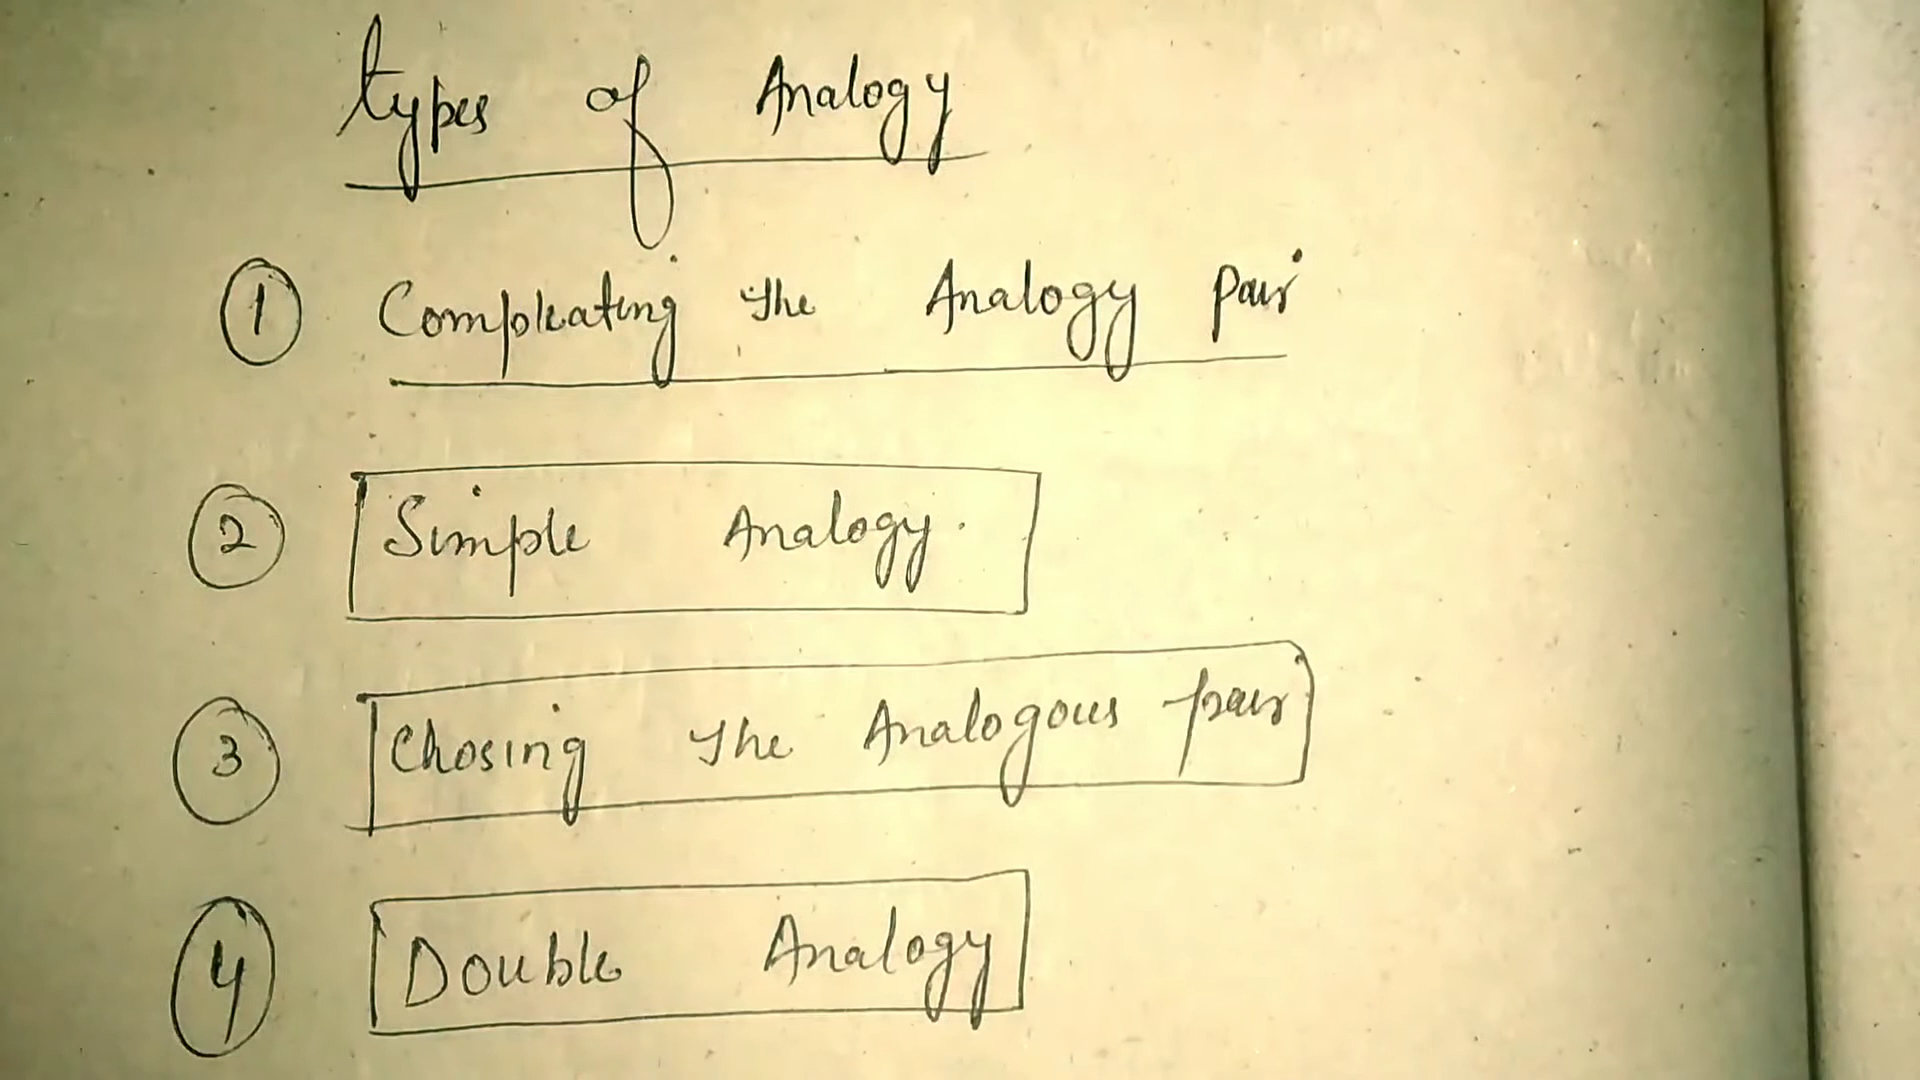 types of Analogy
1 Compleating the Analogy pair
2 Simple Analogy.
3 Chosing the Analogous pair
4 Double Analogy